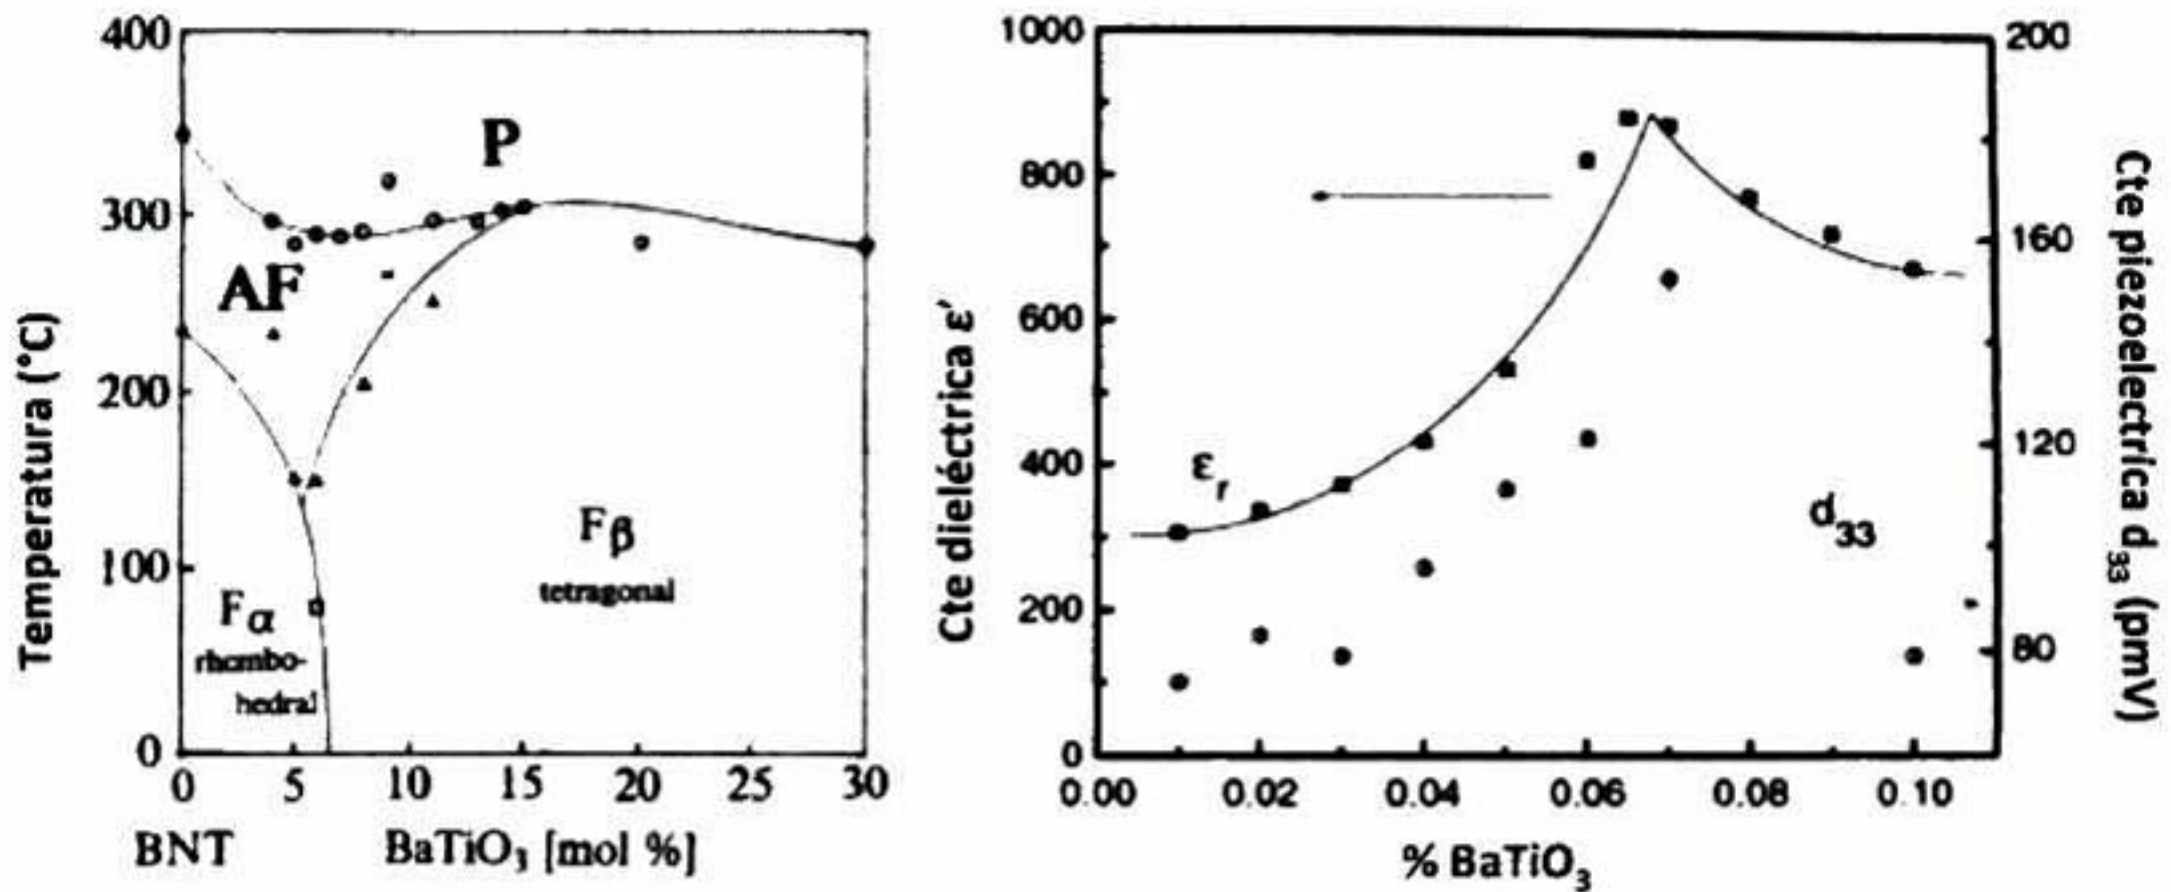 400
300
200
100
0
Temperatura (°C)
P
AF
Fα
rhombo-
hedral
Fβ
tetragonal
0 5 10 15 20 25 30
BNT BaTiO3 [mol %]
1000
800
600
400
200
0
Cte dieléctrica ε'
εr
d33
200
160
120
80
Cte piezoelectrica d33 (pmV)
0.00 0.02 0.04 0.06 0.08 0.10
% BaTiO3